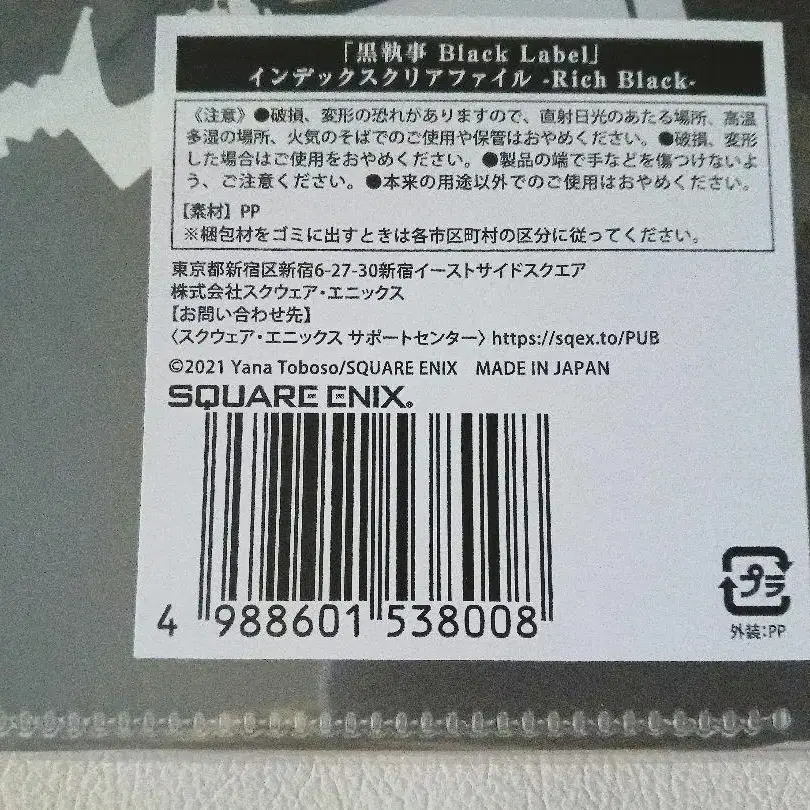 「黒執事 Black Label」
インデックスクリアファイル -Rich Black-
《注意》●破損、変形の恐れがありますので、直射日光のあたる場所、高温
多湿の場所、火気のそばでのご使用や保管はおやめください。●破損、変形
した場合はご使用をおやめください。●製品の端で手などを傷つけないよ
う、ご注意ください。●本来の用途以外でのご使用はおやめください。
【素材】PP
※梱包材をゴミに出すときは各市区町村の区分に従ってください。
東京都新宿区新宿6-27-30新宿イーストサイドスクエア
株式会社スクウェア・エニックス
【お問い合わせ先】
〈スクウェア・エニックス サポートセンター〉https://sqex.to/PUB
©2021 Yana Toboso/SQUARE ENIX MADE IN JAPAN
SQUARE ENIX®
4 988601 538008
プラ
外装:PP